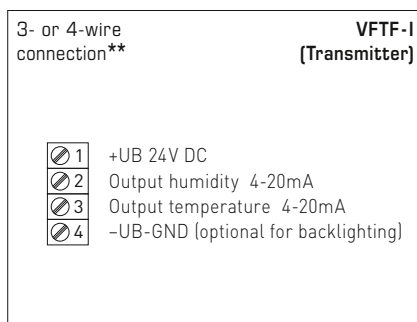 3- or 4-wire
connection**
VFTF-I
(Transmitter)
1 +UB 24V DC
2 Output humidity 4-20mA
3 Output temperature 4-20mA
4 –UB-GND (optional for backlighting)